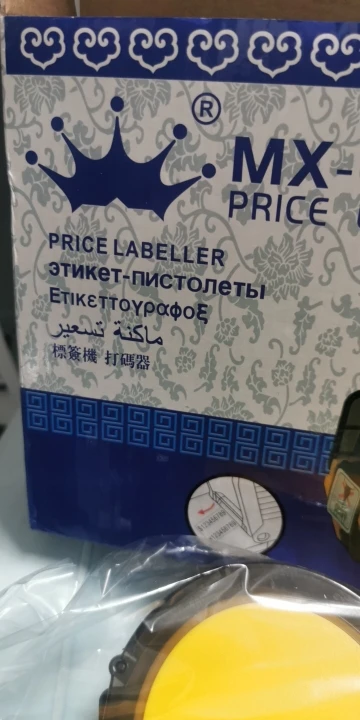 ®
MX-
PRICE
PRICE LABELLER
этикет-пистолеты
Ετικεττογραφοξ
ماكنة تسعير
標簽機 打碼器